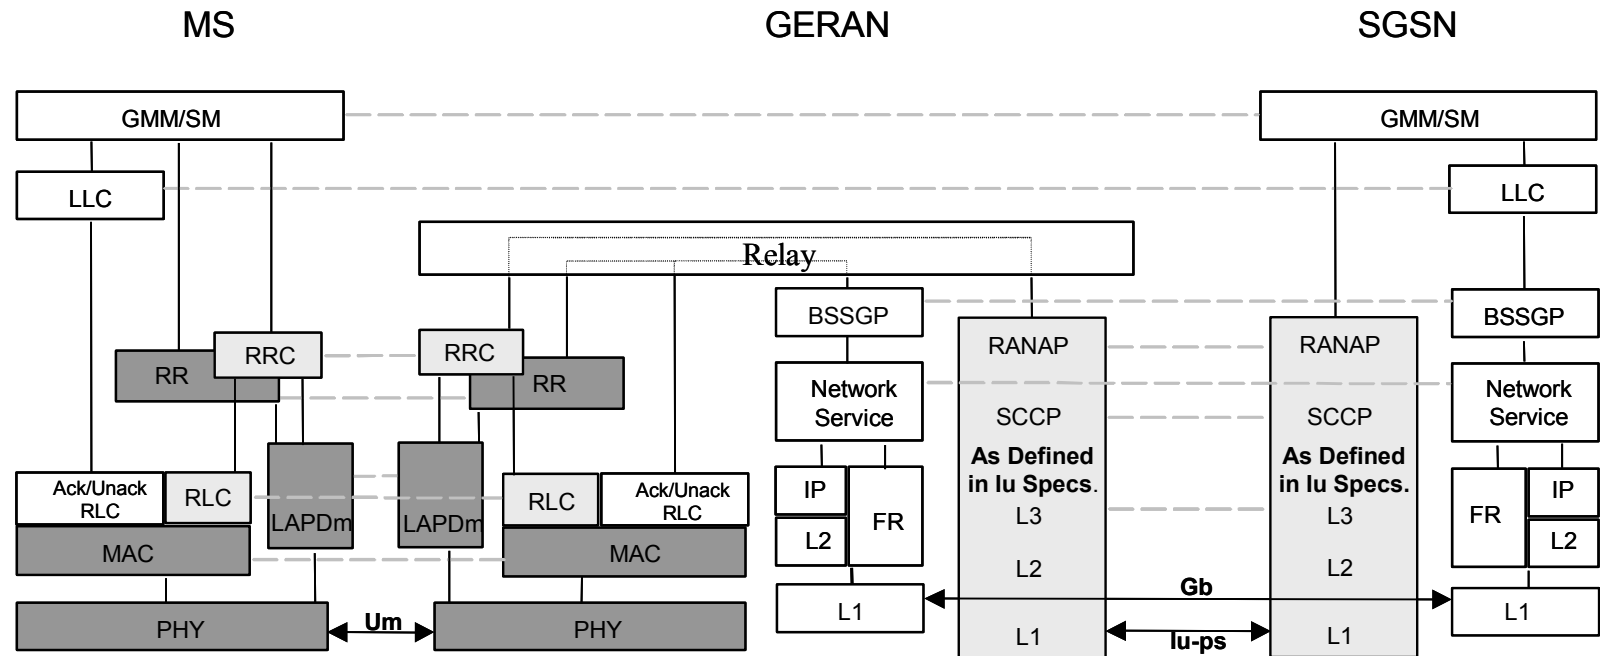 MS
GERAN
SGSN
GMM/SM
GMM/SM
LLC
LLC
Relay
BSSGP
BSSGP
RRC
RRC
RANAP
RANAP
RR
RR
Network
Service
Network
Service
SCCP
SCCP
As Defined
in Iu Specs.
As Defined
in Iu Specs.
Ack/Unack
RLC
RLC
LAPDm
LAPDm
RLC
Ack/Unack
RLC
IP
FR
L2
L3
L3
FR
IP
L2
MAC
MAC
L2
L2
Gb
L1
L1
PHY
Um
PHY
L1
Iu-ps
L1